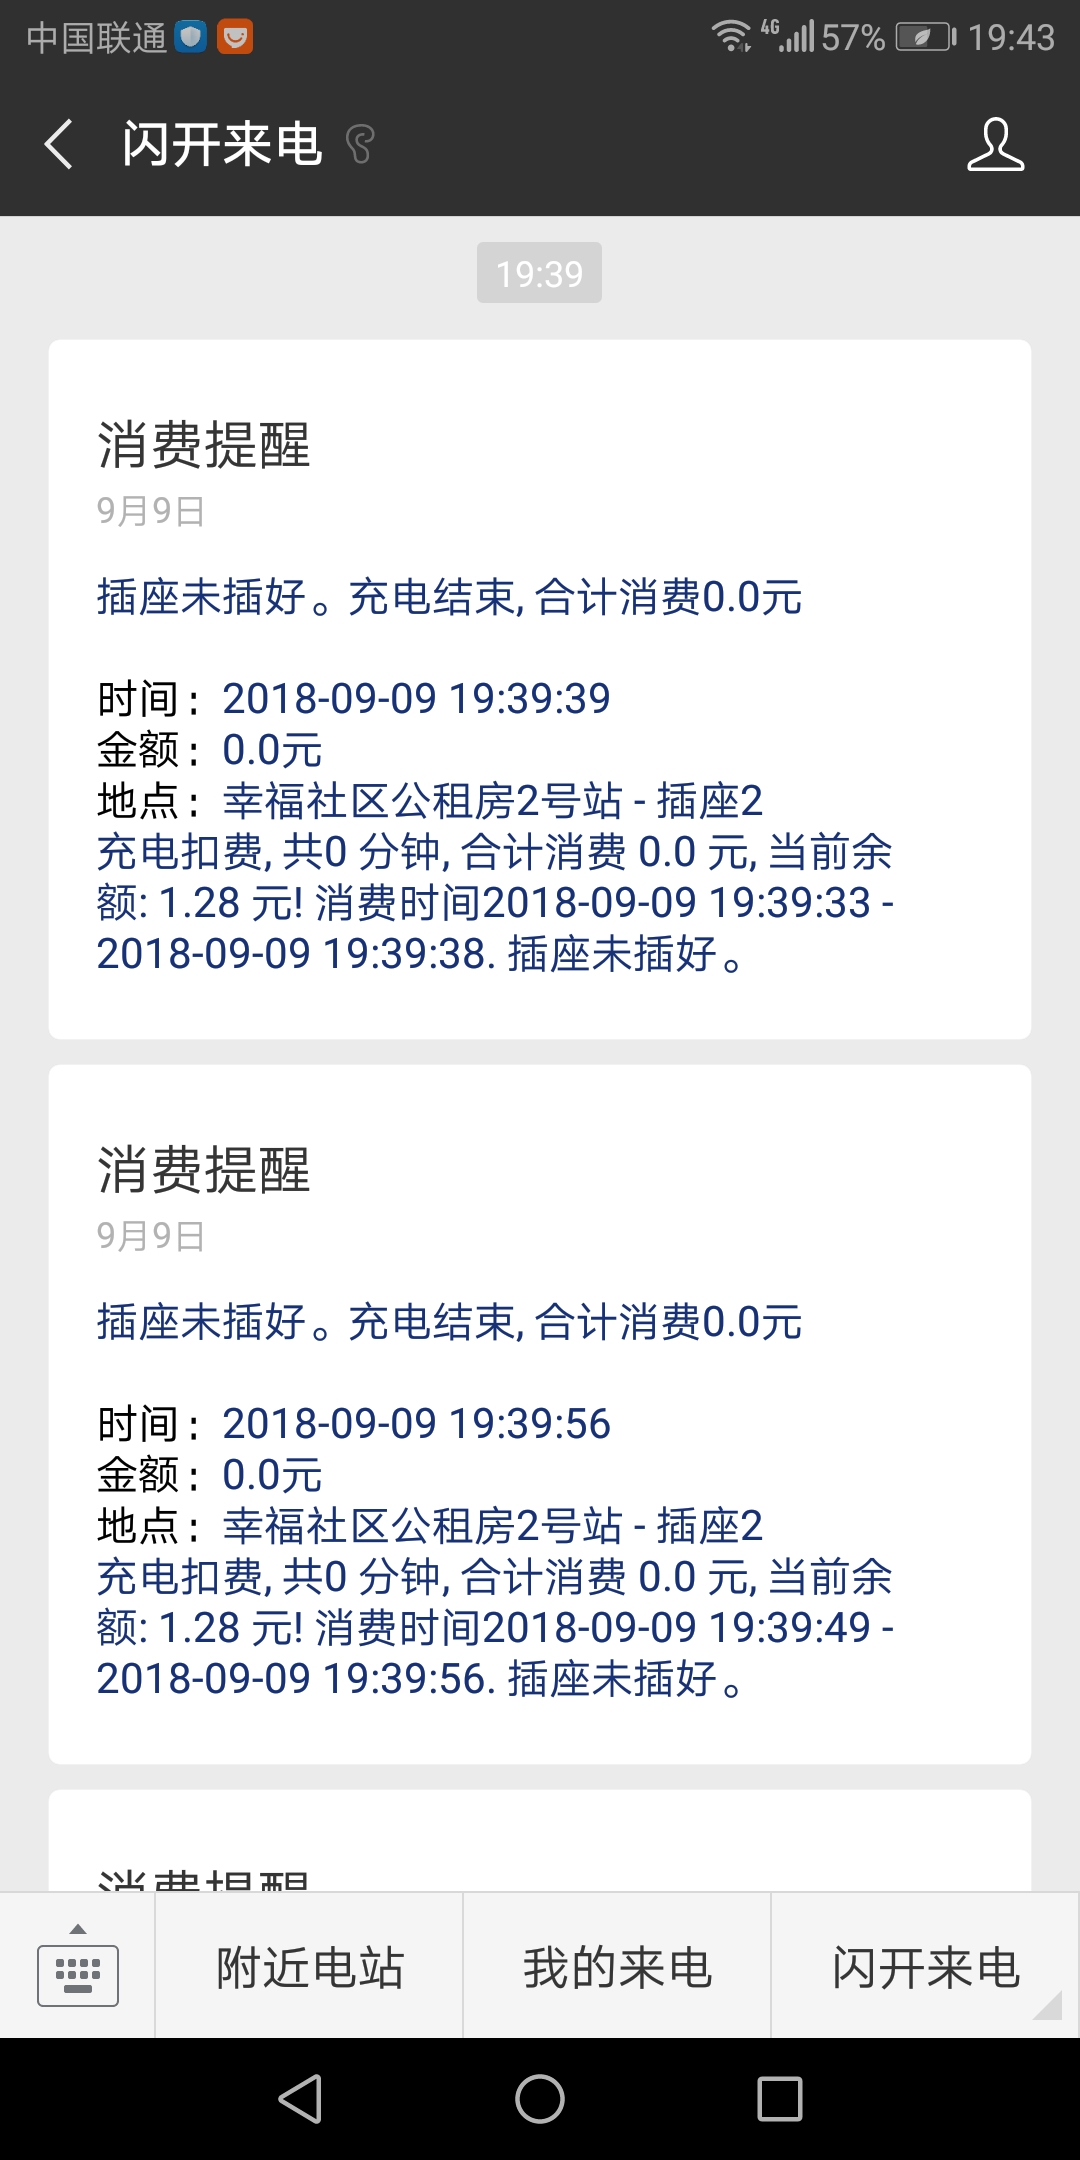 中国联通 4G 57% 19:43
闪开来电
19:39
消费提醒
9月9日
插座未插好。充电结束, 合计消费0.0元
时间： 2018-09-09 19:39:39
金额： 0.0元
地点： 幸福社区公租房2号站 - 插座2
充电扣费, 共0 分钟, 合计消费 0.0 元, 当前余
额: 1.28 元! 消费时间2018-09-09 19:39:33 -
2018-09-09 19:39:38. 插座未插好。
消费提醒
9月9日
插座未插好。充电结束, 合计消费0.0元
时间： 2018-09-09 19:39:56
金额： 0.0元
地点： 幸福社区公租房2号站 - 插座2
充电扣费, 共0 分钟, 合计消费 0.0 元, 当前余
额: 1.28 元! 消费时间2018-09-09 19:39:49 -
2018-09-09 19:39:56. 插座未插好。
消费提醒
附近电站
我的来电
闪开来电